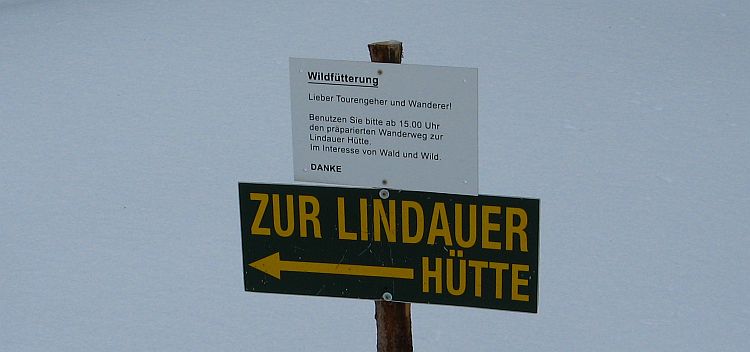 Wildfütterung
Lieber Tourengeher und Wanderer!
Benutzen Sie bitte ab 15.00 Uhr
den präparierten Wanderweg zur
Lindauer Hütte.
Im Interesse von Wald und Wild.
DANKE
ZUR LINDAUER
HÜTTE